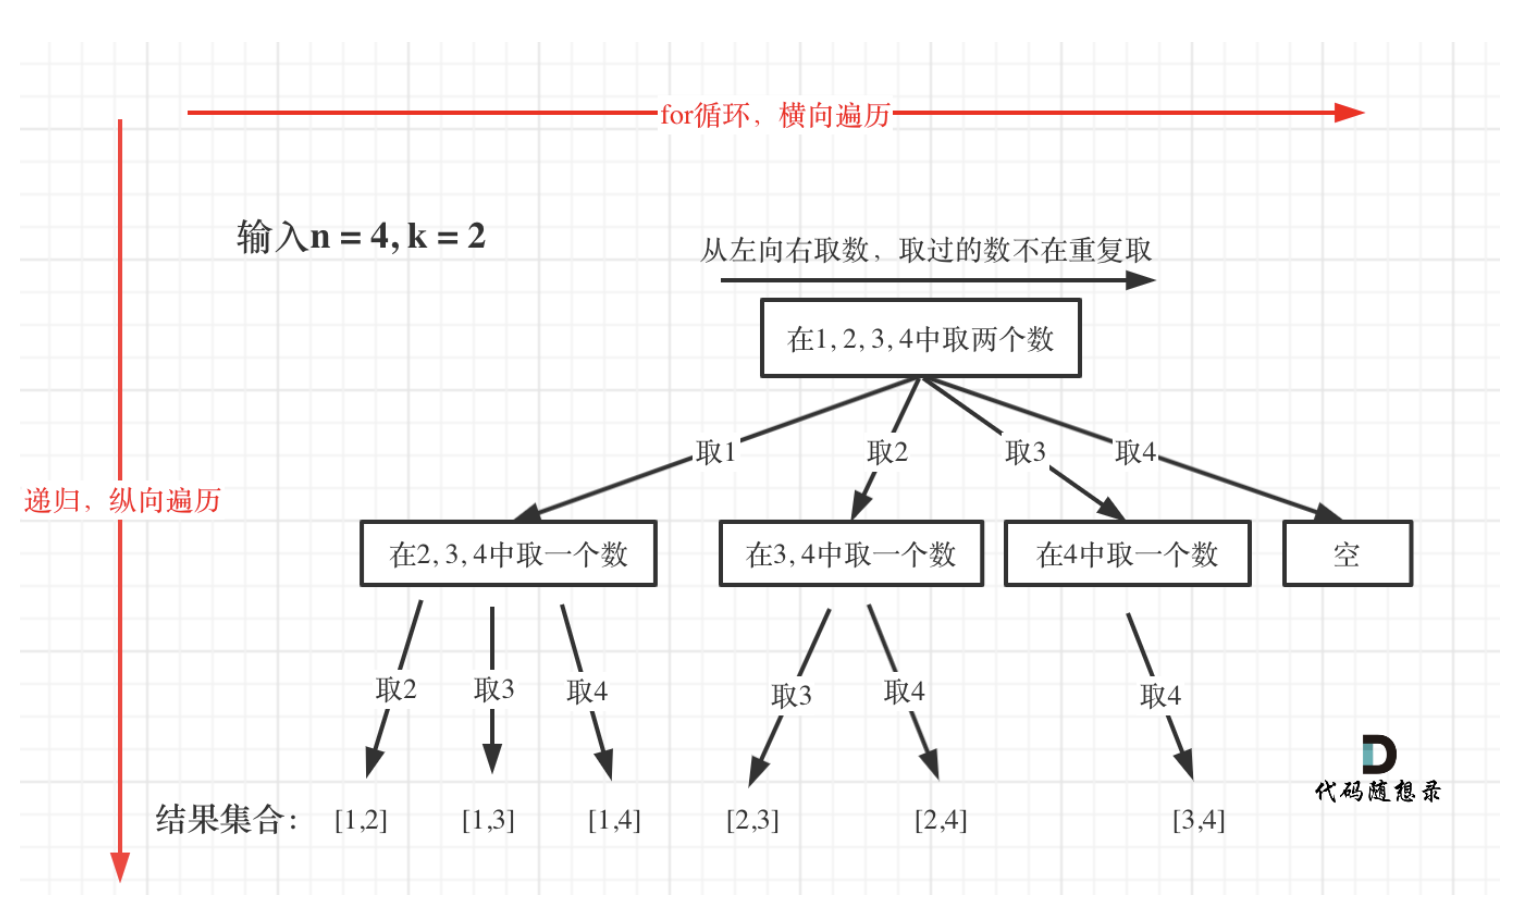 for循环，横向遍历
输入n = 4, k = 2
从左向右取数，取过的数不在重复取
在1, 2, 3, 4中取两个数
取1
取2
取3
取4
递归，纵向遍历
在2, 3, 4中取一个数
在3, 4中取一个数
在4中取一个数
空
取2
取3
取4
取3
取4
取4
代码随想录
结果集合： [1,2] [1,3] [1,4] [2,3] [2,4] [3,4]